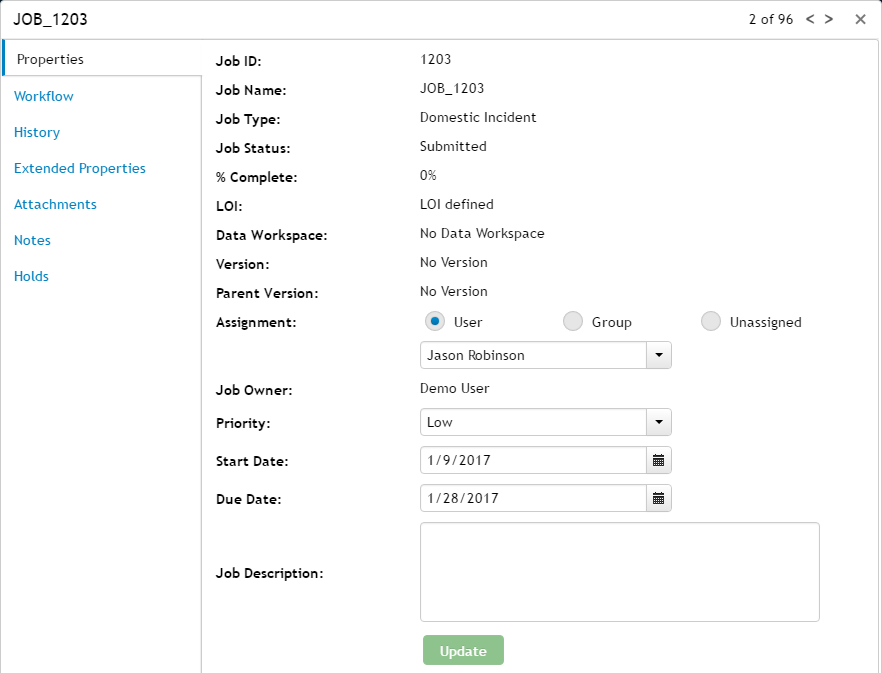 JOB_1203
2 of 96 < > ✕
Properties
Workflow
History
Extended Properties
Attachments
Notes
Holds
Job ID: 1203
Job Name: JOB_1203
Job Type: Domestic Incident
Job Status: Submitted
% Complete: 0%
LOI: LOI defined
Data Workspace: No Data Workspace
Version: No Version
Parent Version: No Version
Assignment: User Group Unassigned
Jason Robinson
Job Owner: Demo User
Priority: Low
Start Date: 1/9/2017
Due Date: 1/28/2017
Job Description:
Update